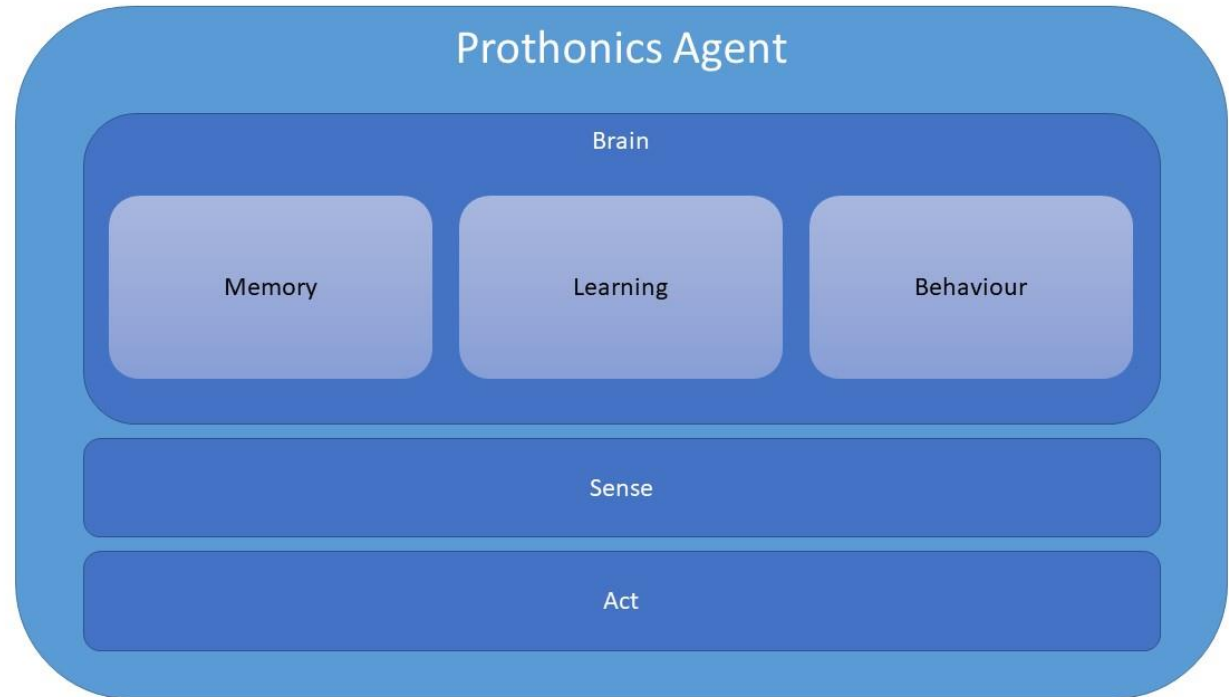 Prothonics Agent
Brain
Memory
Learning
Behaviour
Sense
Act